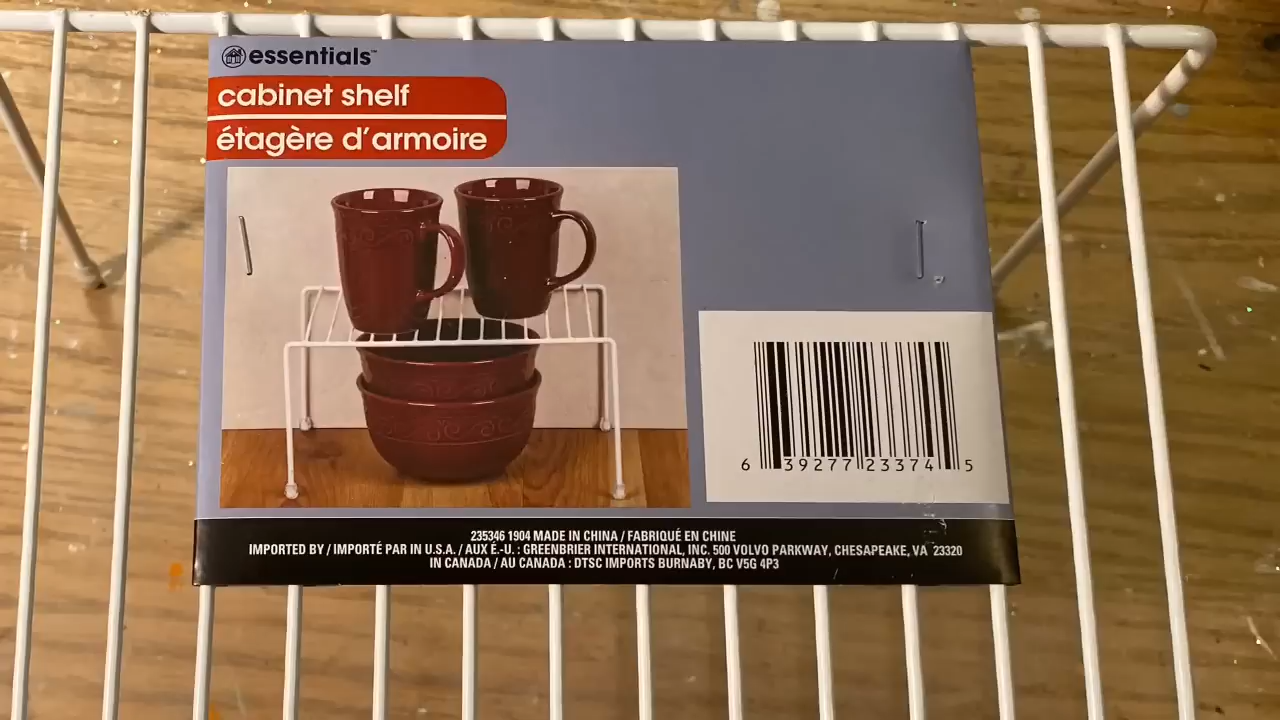 essentials™
cabinet shelf
étagère d'armoire
6 39277 23374 5
235346 1904 MADE IN CHINA / FABRIQUÉ EN CHINE
IMPORTED BY / IMPORTÉ PAR IN U.S.A. / AUX É.-U. : GREENBRIER INTERNATIONAL, INC. 500 VOLVO PARKWAY, CHESAPEAKE, VA 23320
IN CANADA / AU CANADA : DTSC IMPORTS BURNABY, BC V5G 4P3